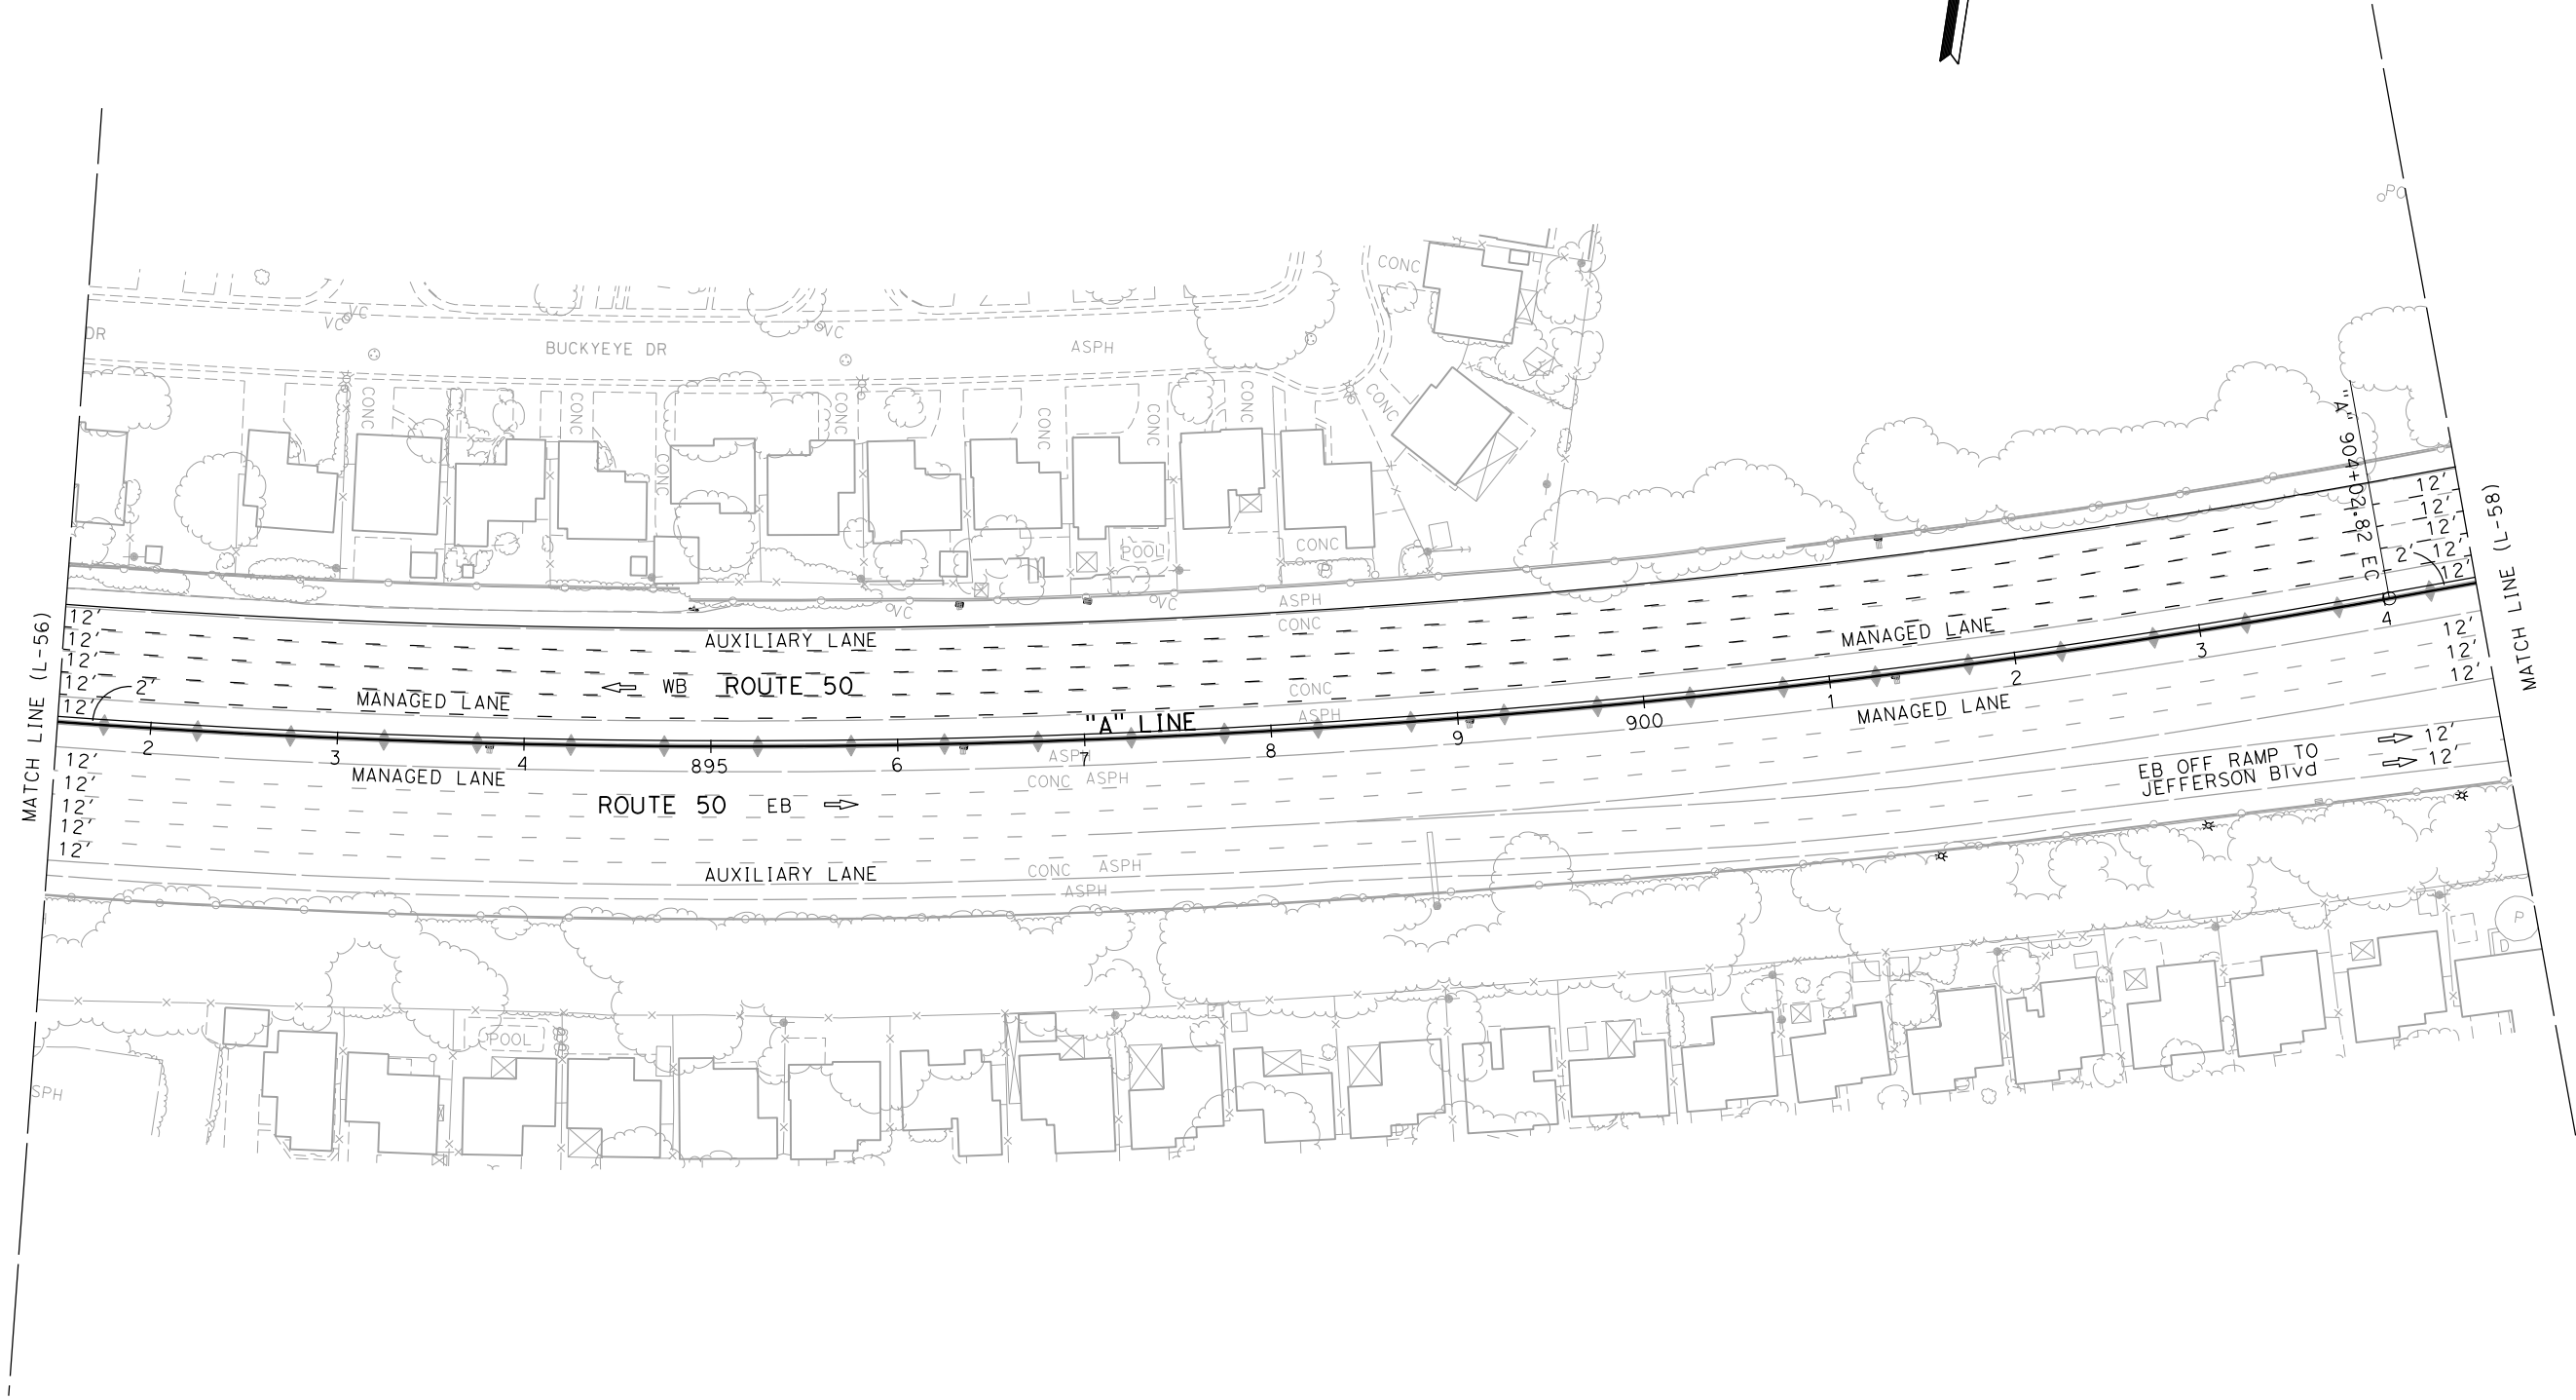 PO
CONC
VC
VC
VC
DR
BUCKYEYE DR
ASPH
CONC
CONC
CONC
CONC
CONC
CONC
CONC
CONC
"A" 904+02.82 EC
POOL
CONC
P
VC
VC
ASPH
CONC
MATCH LINE (L-56)
12'
12'
12'
12'
12'
2'
AUXILIARY LANE
MANAGED LANE
WB ROUTE 50
CONC
ASPH
"A" LINE
MANAGED LANE
12'
12'
12'
12'
12'
2'
MATCH LINE (L-58)
2
3
4
895
6
7
8
9
900
1
2
3
4
MANAGED LANE
MANAGED LANE
ASPH
CONC ASPH
12'
12'
12'
12'
12'
ROUTE 50 EB
12'
12'
12'
12'
12'
EB OFF RAMP TO
JEFFERSON Blvd
AUXILIARY LANE
CONC ASPH
ASPH
POOL
P
D
D
SPH